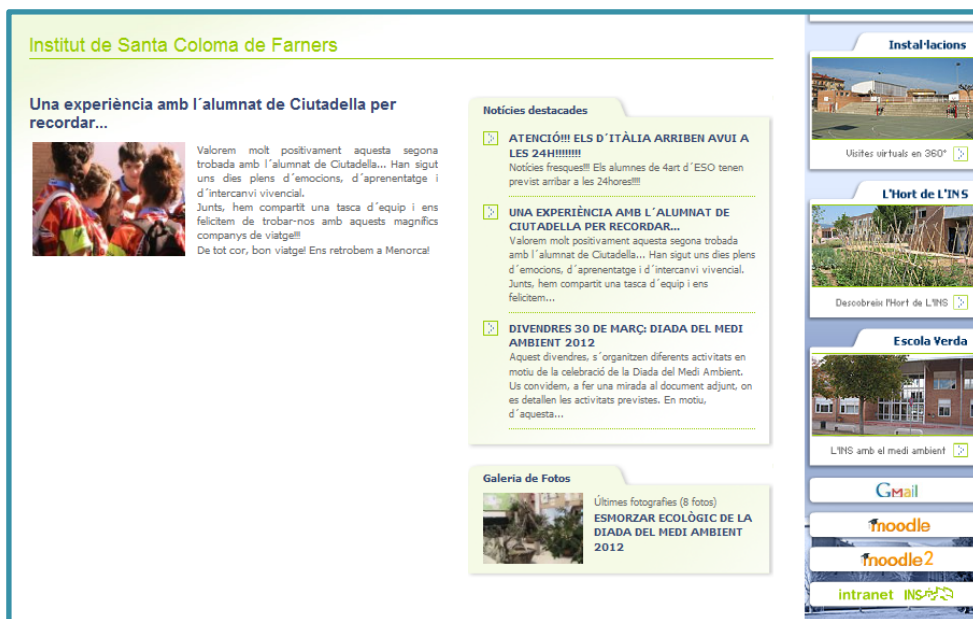 Institut de Santa Coloma de Farners
Una experiència amb l´alumnat de Ciutadella per
recordar...
Valorem molt positivament aquesta segona
trobada amb l´alumnat de Ciutadella... Han sigut
uns dies plens d´emocions, d´aprenentatge i
d´intercanvi vivencial.
Junts, hem compartit una tasca d´equip i ens
felicitem de trobar-nos amb aquests magnífics
companys de viatge!!!
De tot cor, bon viatge! Ens retrobem a Menorca!
Notícies destacades
ATENCIÓ!!! ELS D´ITÀLIA ARRIBEN AVUI A
LES 24H!!!!!!!!
Notícies fresques!!! Els alumnes de 4art d´ESO tenen
previst arribar a les 24hores!!!!
UNA EXPERIÈNCIA AMB L´ALUMNAT DE
CIUTADELLA PER RECORDAR...
Valorem molt positivament aquesta segona trobada
amb l´alumnat de Ciutadella... Han sigut uns dies plens
d´emocions, d´aprenentatge i d´intercanvi vivencial.
Junts, hem compartit una tasca d´equip i ens
felicitem...
DIVENDRES 30 DE MARÇ: DIADA DEL MEDI
AMBIENT 2012
Aquest divendres, s´organitzen diferents activitats en
motiu de la celebració de la Diada del Medi Ambient.
Us convidem, a fer una mirada al document adjunt, on
es detallen les activitats previstes. En motiu,
d´aquesta...
Galeria de Fotos
Últimes fotografies (8 fotos)
ESMORZAR ECOLÒGIC DE LA
DIADA DEL MEDI AMBIENT
2012
Instal·lacions
Visites virtuals en 360°
L'Hort de L'INS
Descobreix l'Hort de L'INS
Escola Verda
L'INS amb el medi ambient
Gmail
moodle
moodle2
intranet INS